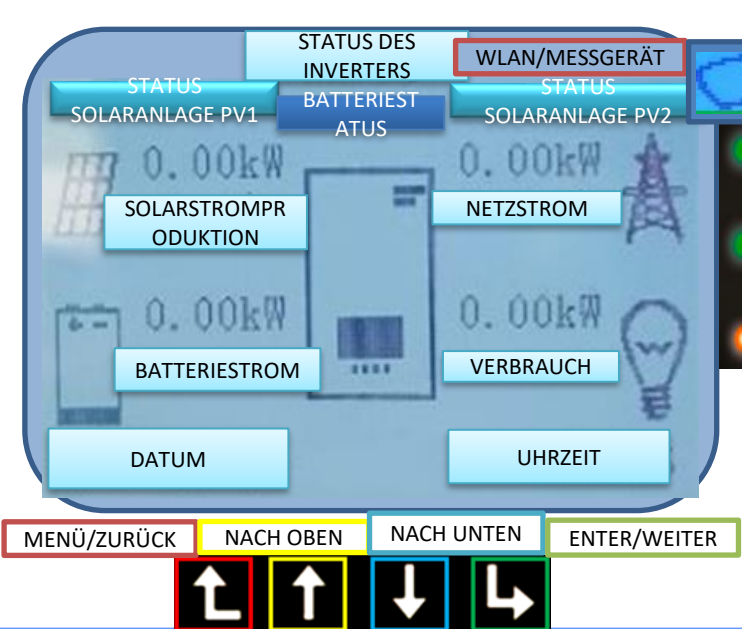 STATUS DES
INVERTERS
WLAN/MESSGERÄT
STATUS
SOLARANLAGE PV1
BATTERIEST
ATUS
STATUS
SOLARANLAGE PV2
0.00kW
0.00kW
SOLARSTROMPR
ODUKTION
NETZSTROM
0.00kW
0.00kW
BATTERIESTROM
VERBRAUCH
DATUM
UHRZEIT
MENÜ/ZURÜCK
NACH OBEN
NACH UNTEN
ENTER/WEITER